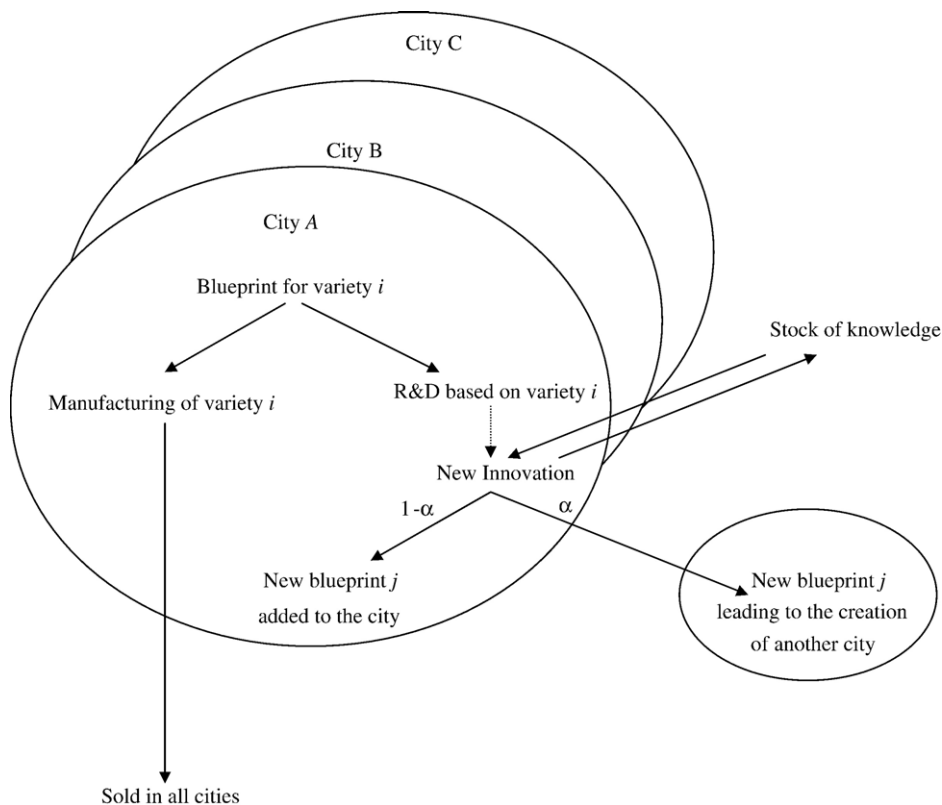 City C
City B
City A
Blueprint for variety i
Stock of knowledge
Manufacturing of variety i
R&D based on variety i
New Innovation
1-α
α
New blueprint j
added to the city
New blueprint j
leading to the creation
of another city
Sold in all cities